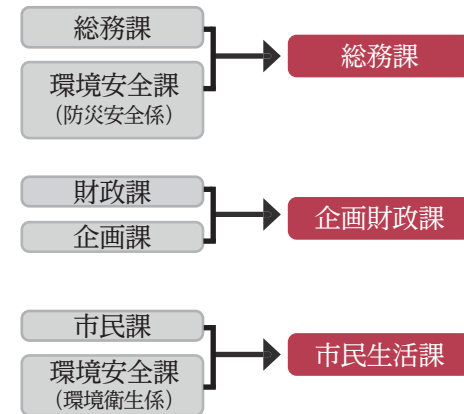 総務課
環境安全課
（防災安全係）
総務課
財政課
企画課
企画財政課
市民課
環境安全課
（環境衛生係）
市民生活課